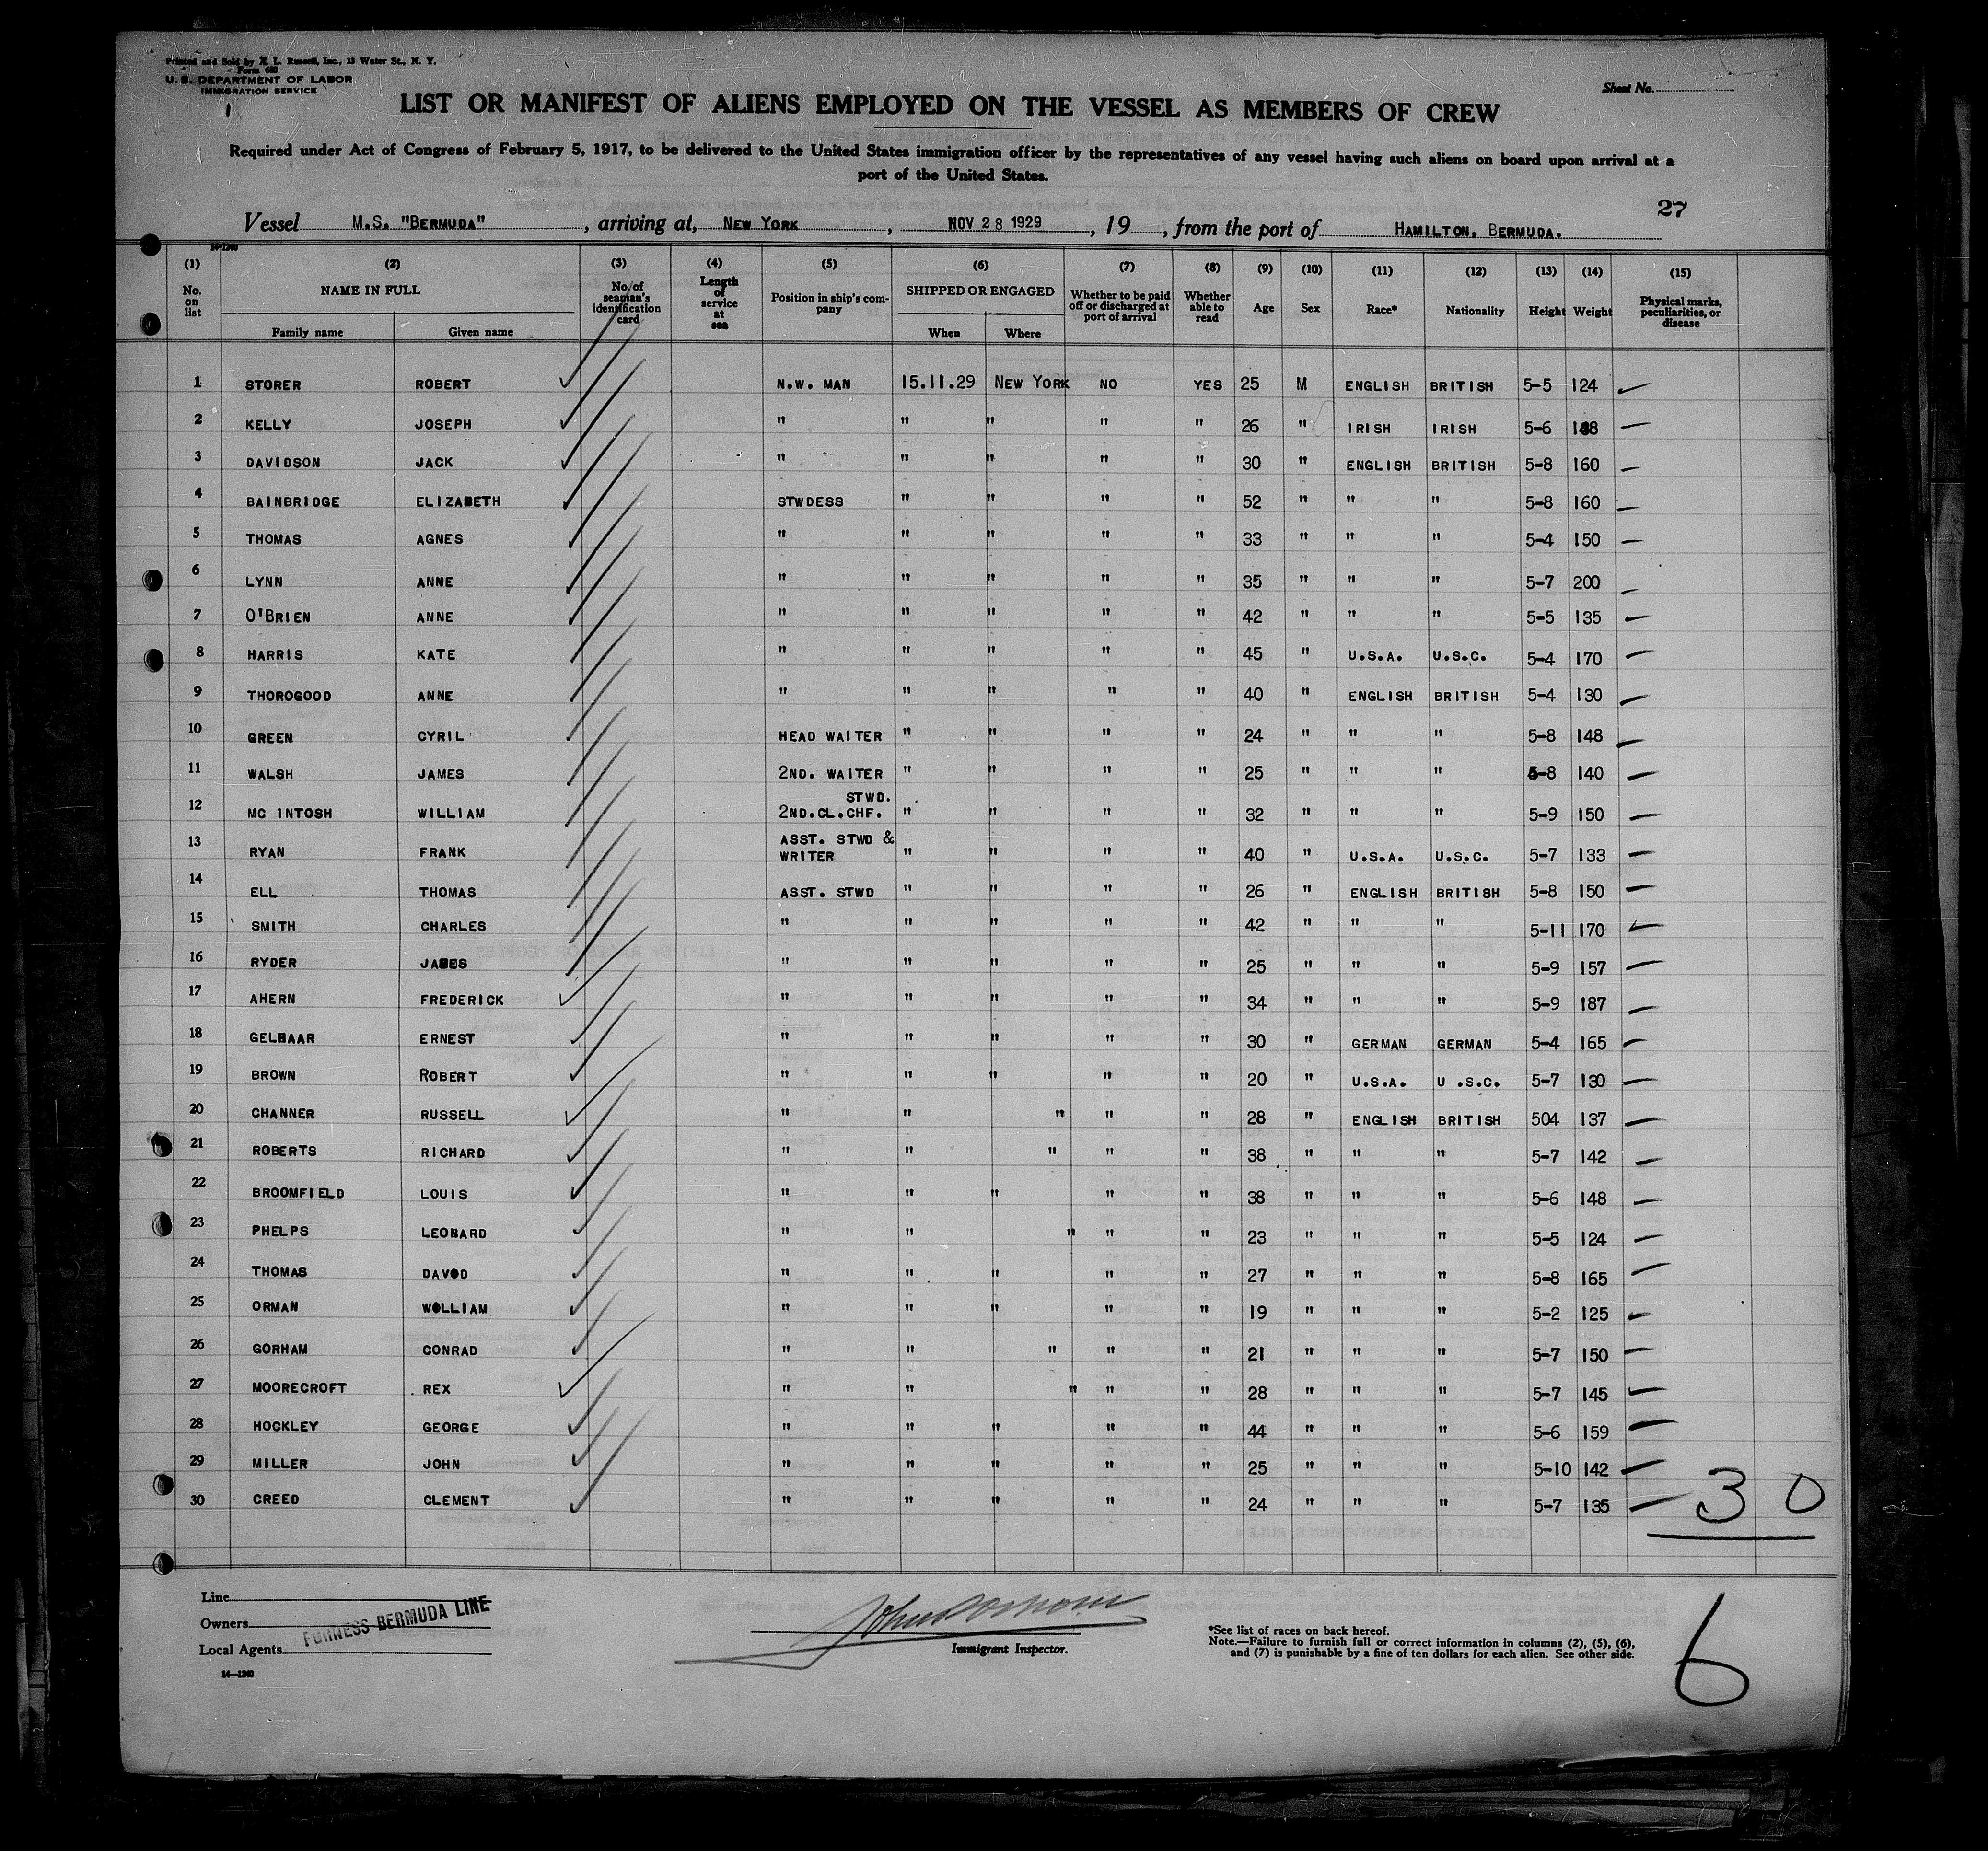 Printed and Sold by X. L. Russell, Inc., 13 Water St., N. Y.
Form 680
U. S. DEPARTMENT OF LABOR
IMMIGRATION SERVICE
Sheet No.
LIST OR MANIFEST OF ALIENS EMPLOYED ON THE VESSEL AS MEMBERS OF CREW
Required under Act of Congress of February 5, 1917, to be delivered to the United States immigration officer by the representatives of any vessel having such aliens on board upon arrival at a
port of the United States.
27
Vessel M.S. "BERMUDA", arriving at, NEW YORK, NOV 28 1929, 19, from the port of HAMILTON, BERMUDA.
(1) (2) (3) (4) (5) (6) (7) (8) (9) (10) (11) (12) (13) (14) (15)
No. on list NAME IN FULL Family name Given name No. of seaman's identification card Length of service at sea Position in ship's company SHIPPED OR ENGAGED When Where Whether to be paid off or discharged at port of arrival Whether able to read Age Sex Race* Nationality Height Weight Physical marks, peculiarities, or disease
1 STORER ROBERT N.W. MAN 15.11.29 NEW YORK NO YES 25 M ENGLISH BRITISH 5-5 124
2 KELLY JOSEPH " " " " " 26 " IRISH IRISH 5-6
3 DAVIDSON JACK " " " " " 30 " ENGLISH BRITISH 5-8 160
4 BAINBRIDGE ELIZABETH STWDESS " " " " 52 " " " 5-8 160
5 THOMAS AGNES " " " " " 33 " " " 5-4 150
6 LYNN ANNE " " " " " 35 " " " 5-7 200
7 O'BRIEN ANNE " " " " " 42 " " " 5-5 135
8 HARRIS KATE " " " " " 45 " U.S.A. U.S.C. 5-4 170
9 THOROGOOD ANNE " " " " " 40 " ENGLISH BRITISH 5-4 130
10 GREEN CYRIL HEAD WAITER " " " " 24 " " " 5-8 148
11 WALSH JAMES 2ND. WAITER " " " " 25 " " " 5-8 140
STWD.
12 MC INTOSH WILLIAM 2ND.CL.CHF. " " " " 32 " " " 5-9 150
ASST. STWD &
13 RYAN FRANK WRITER " " " " 40 " U.S.A. U.S.C. 5-7 133
14 ELL THOMAS ASST. STWD " " " " 26 " ENGLISH BRITISH 5-8 150
15 SMITH CHARLES " " " " " 42 " " " 5-11 170
16 RYDER JAMES " " " " " 25 " " " 5-9 157
17 AHERN FREDERICK " " " " " 34 " " " 5-9 187
18 GELHAAR ERNEST " " " " " 30 " GERMAN GERMAN 5-4 165
19 BROWN ROBERT " " " " " 20 " U.S.A. U .S.C. 5-7 130
20 CHANNER RUSSELL " " " " " 28 " ENGLISH BRITISH 504 137
21 ROBERTS RICHARD " " " " " 38 " " " 5-7 142
22 BROOMFIELD LOUIS " " " " " 38 " " " 5-6 148
23 PHELPS LEONARD " " " " " 23 " " " 5-5 124
24 THOMAS DAVOD " " " " " 27 " " " 5-8 165
25 ORMAN WOLLIAM " " " " " 19 " " " 5-2 125
26 GORHAM CONRAD " " " " " 21 " " " 5-7 150
27 MOORECROFT REX " " " " " 28 " " " 5-7 145
28 HOCKLEY GEORGE " " " " " 44 " " " 5-6 159
29 MILLER JOHN " " " " " 25 " " " 5-10 142
30 CREED CLEMENT " " " " " 24 " " " 5-7 135
30
Line
Owners FURNESS BERMUDA LINE
Local Agents
14—1240
Immigrant Inspector.
*See list of races on back hereof.
Note.—Failure to furnish full or correct information in columns (2), (5), (6),
and (7) is punishable by a fine of ten dollars for each alien. See other side.
6